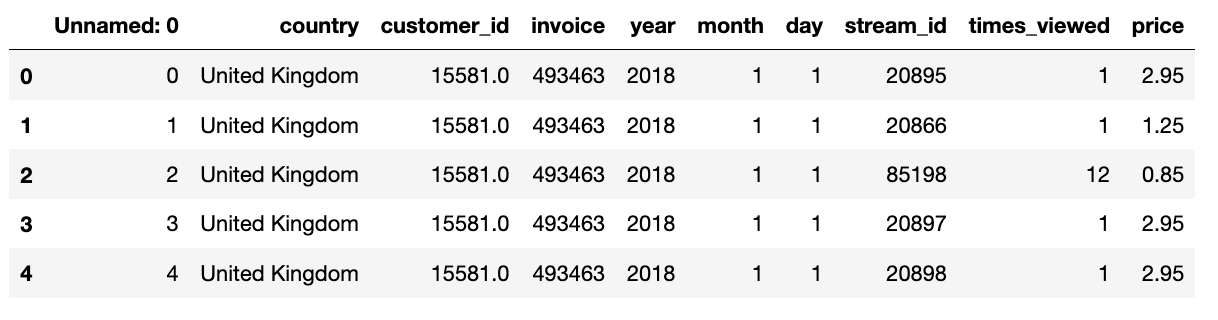 Unnamed: 0 country customer_id invoice year month day stream_id times_viewed price
0 0 United Kingdom 15581.0 493463 2018 1 1 20895 1 2.95
1 1 United Kingdom 15581.0 493463 2018 1 1 20866 1 1.25
2 2 United Kingdom 15581.0 493463 2018 1 1 85198 12 0.85
3 3 United Kingdom 15581.0 493463 2018 1 1 20897 1 2.95
4 4 United Kingdom 15581.0 493463 2018 1 1 20898 1 2.95